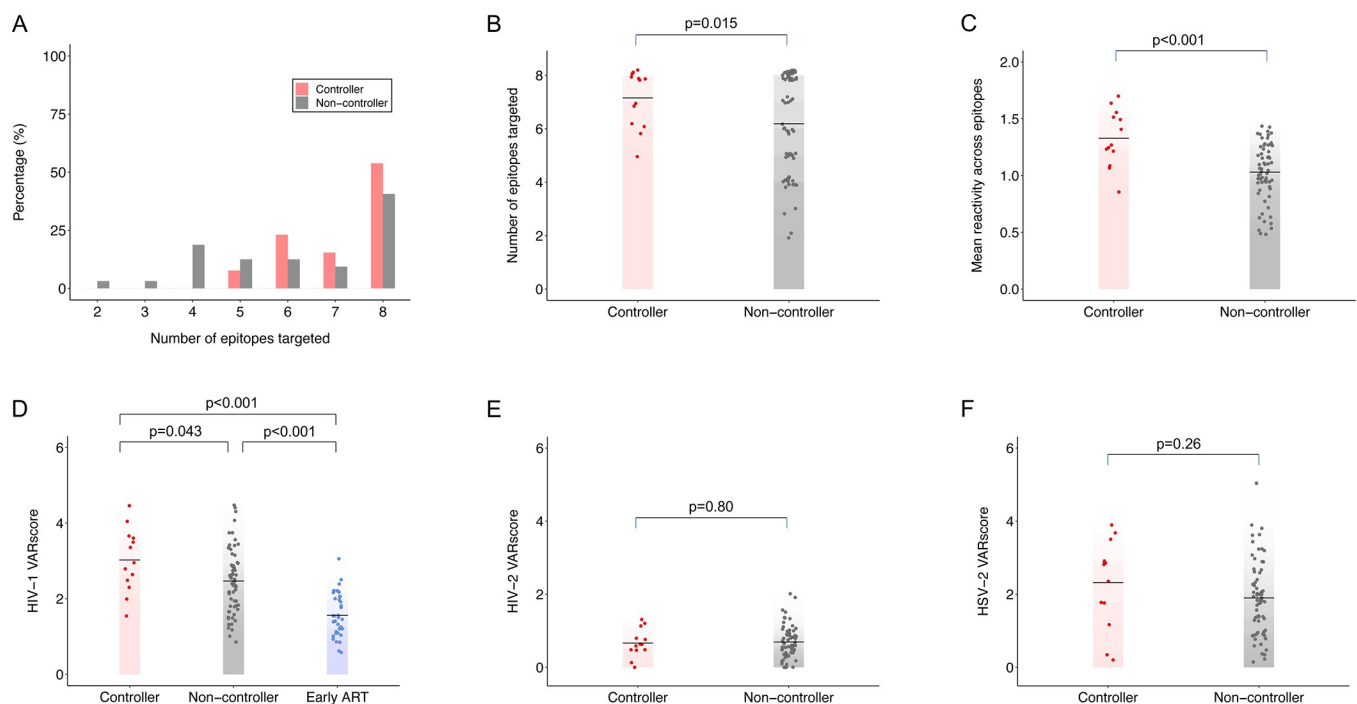 A
100
75
50
25
0
Percentage (%)
Controller
Non−controller
2 3 4 5 6 7 8
Number of epitopes targeted
B
p=0.015
8
6
4
2
0
Number of epitopes targeted
Controller Non−controller
C
p<0.001
2.0
1.5
1.0
0.5
0.0
Mean reactivity across epitopes
Controller Non−controller
D
p<0.001
p=0.043 p<0.001
6
4
2
0
HIV−1 VARscore
Controller Non−controller Early ART
E
6
4
2
0
p=0.80
HIV−2 VARscore
Controller Non−controller
F
p=0.26
6
4
2
0
HSV−2 VARscore
Controller Non−controller